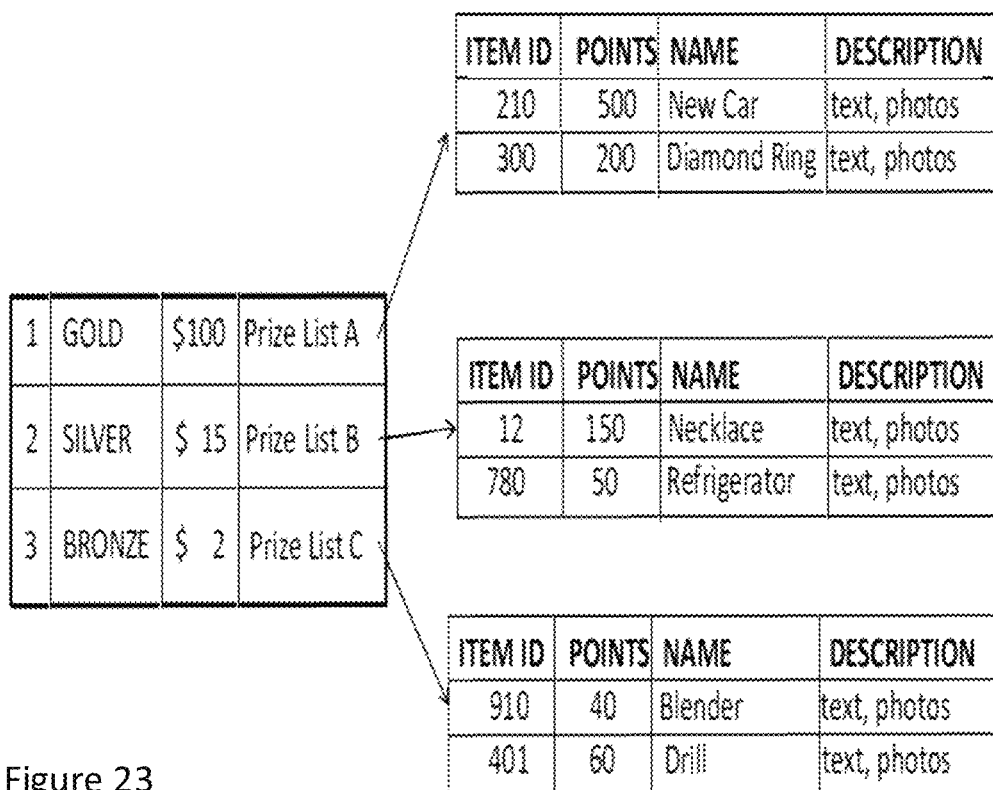 ITEM ID POINTS NAME DESCRIPTION
210 500 New Car text, photos
300 200 Diamond Ring text, photos
1 GOLD $100 Prize List A
2 SILVER $ 15 Prize List B
3 BRONZE $ 2 Prize List C
ITEM ID POINTS NAME DESCRIPTION
12 150 Necklace text, photos
780 50 Refrigerator text, photos
ITEM ID POINTS NAME DESCRIPTION
910 40 Blender text, photos
401 60 Drill text, photos
Figure 23